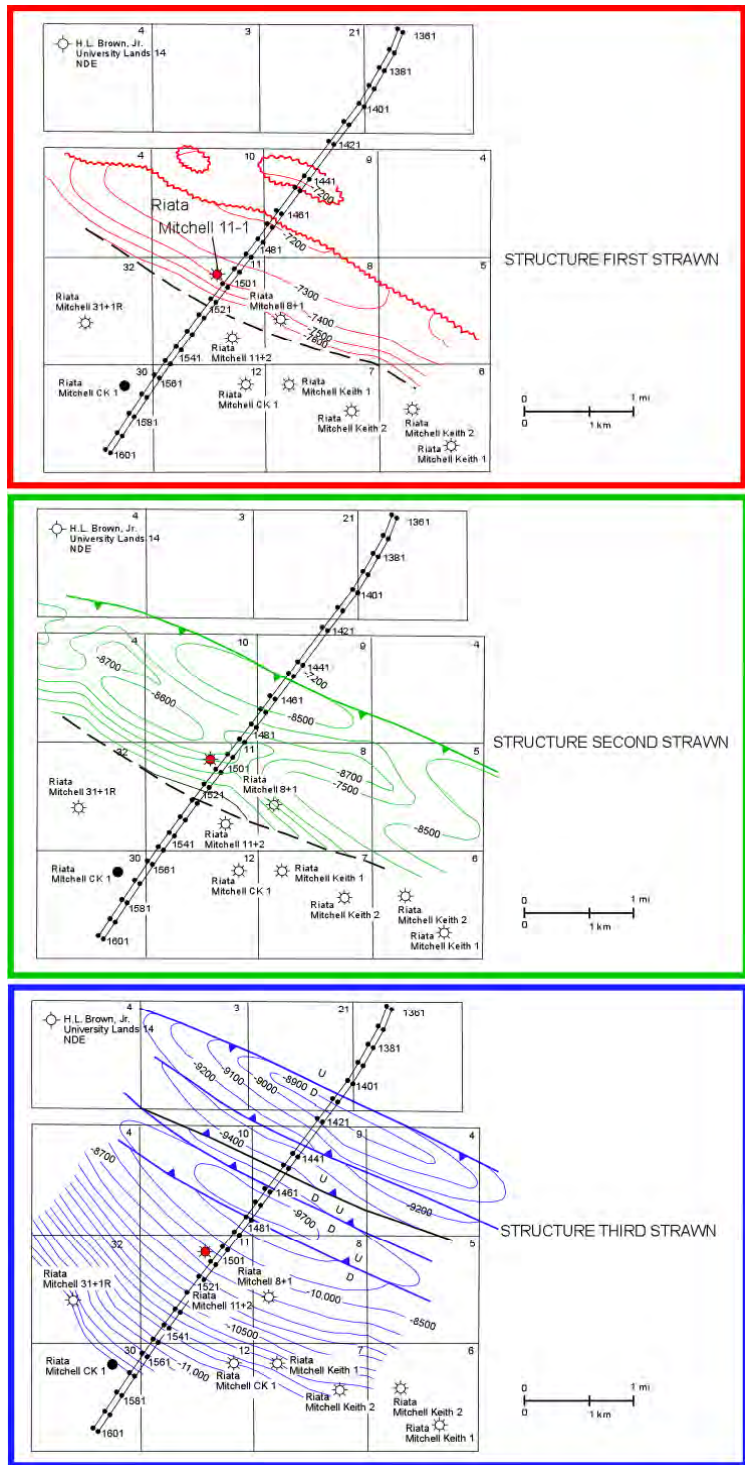 H.L. Brown, Jr.
University Lands 14
NDE
21
1361
1381
1401
1421
4
10
9
4
1441
-7200
Riata
Mitchell 11-1
1461
-7200
1481
32
11
8
5
STRUCTURE FIRST STRAWN
1501
-7300
Riata
Mitchell 31+1R
1521
Riata
Mitchell 8+1
-7400
-7500
-7600
1541
Riata
Mitchell 11+2
30
12
7
6
Riata
Mitchell CK 1
1561
Riata
Mitchell CK 1
Riata
Mitchell Keith 1
0
1 mi
0
1 km
1581
Riata
Mitchell Keith 2
Riata
Mitchell Keith 2
Riata
Mitchell Keith 1
1601
4
3
21
1361
H.L. Brown, Jr.
University Lands 14
NDE
1381
1401
1421
4
10
9
4
-8700
1441
-7200
-8600
1461
-8500
1481
32
11
8
5
STRUCTURE SECOND STRAWN
1501
-8700
-7500
Riata
Mitchell 31+1R
1521
Riata
Mitchell 8+1
-8500
1541
Riata
Mitchell 11+2
30
12
7
6
Riata
Mitchell CK 1
1561
Riata
Mitchell CK 1
Riata
Mitchell Keith 1
0
1 mi
0
1 km
1581
Riata
Mitchell Keith 2
Riata
Mitchell Keith 2
Riata
Mitchell Keith 1
1601
4
3
21
1361
H.L. Brown, Jr.
University Lands 14
NDE
1381
-9200
-9100
-9000
-8900
U
D
1401
1421
4
10
9
4
-9400
1441
-8700
1461
U
D
U
D
-9200
-9700
1481
32
11
8
5
STRUCTURE THIRD STRAWN
1501
U
D
Riata
Mitchell 31+1R
1521
Riata
Mitchell 8+1
-10.000
Riata
Mitchell 11+2
-8500
1541
-10500
30
12
7
6
Riata
Mitchell CK 1
1561
-11.000
Riata
Mitchell CK 1
Riata
Mitchell Keith 1
0
1 mi
0
1 km
1581
Riata
Mitchell Keith 2
Riata
Mitchell Keith 2
Riata
Mitchell Keith 1
1601